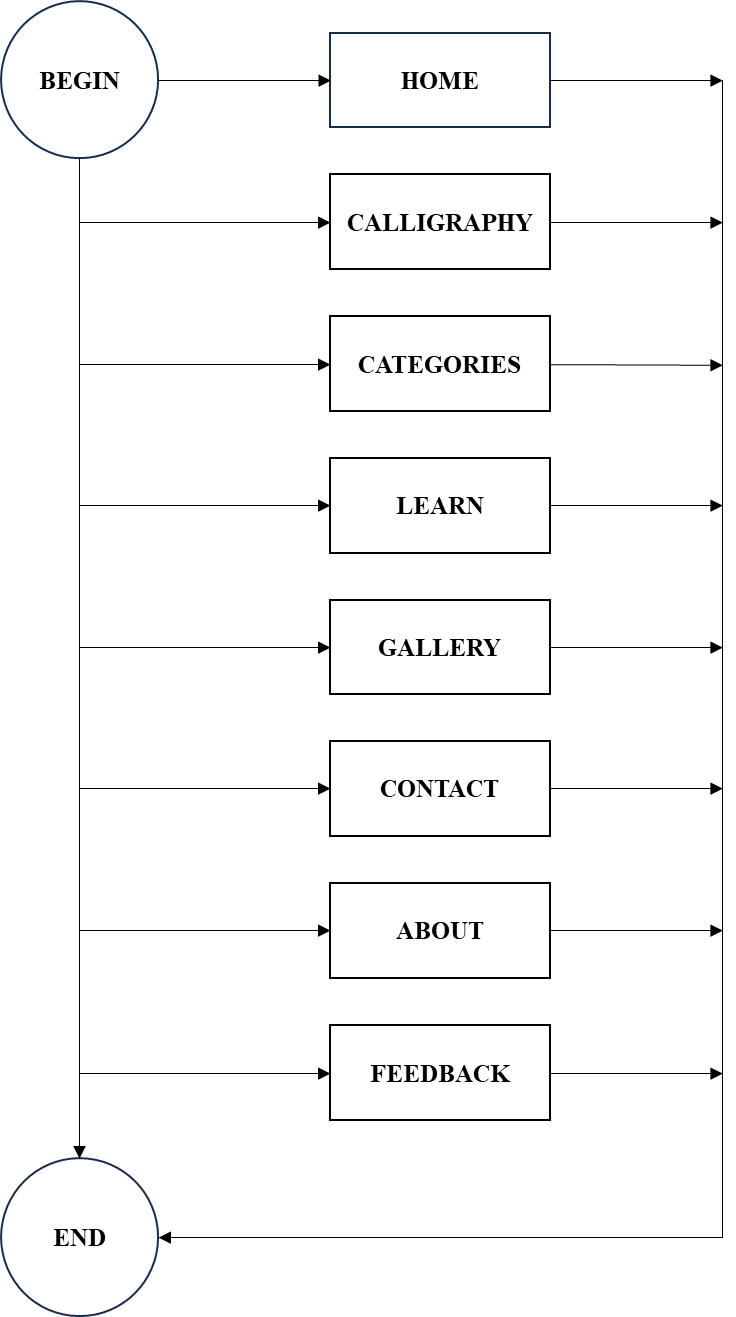 BEGIN
HOME
CALLIGRAPHY
CATEGORIES
LEARN
GALLERY
CONTACT
ABOUT
FEEDBACK
END